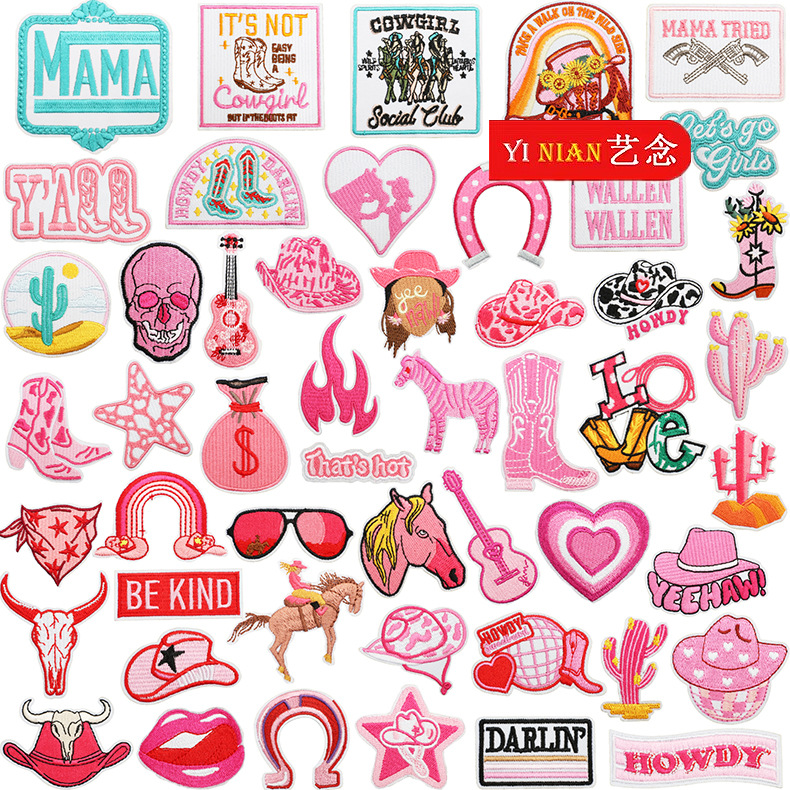 MAMA
IT'S NOT
EASY
BEING
A
Cowgirl
BUT IF THE BOOTS FIT
COWGIRL
Social Club
TAKE A WALK ON THE WILD SIDE
MAMA TRIED
YI NIAN 艺念
Let's go
Girls
Y'ALL
HOWDY DARLIN'
WALLEN
WALLEN
yee
haw
HOWDY
LOVE
$
That's hot
BE KIND
YEEHAW!
HOWDY
DARLIN'
HOWDY